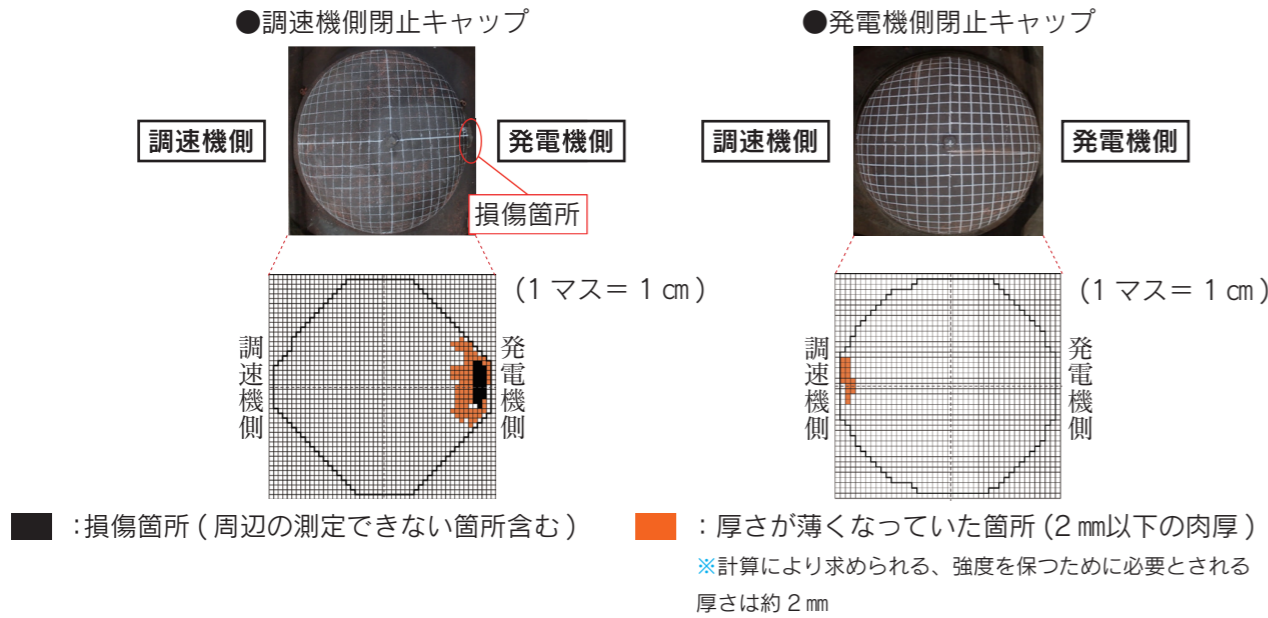 ●調速機側閉止キャップ
調速機側
発電機側
損傷箇所
(1 マス＝ 1 ㎝ )
調速機側
発電機側
●発電機側閉止キャップ
調速機側
発電機側
(1 マス＝ 1 ㎝ )
調速機側
発電機側
：損傷箇所 ( 周辺の測定できない箇所含む )
：厚さが薄くなっていた箇所 (2 ㎜以下の肉厚 )
※計算により求められる、強度を保つために必要とされる
厚さは約 2 ㎜